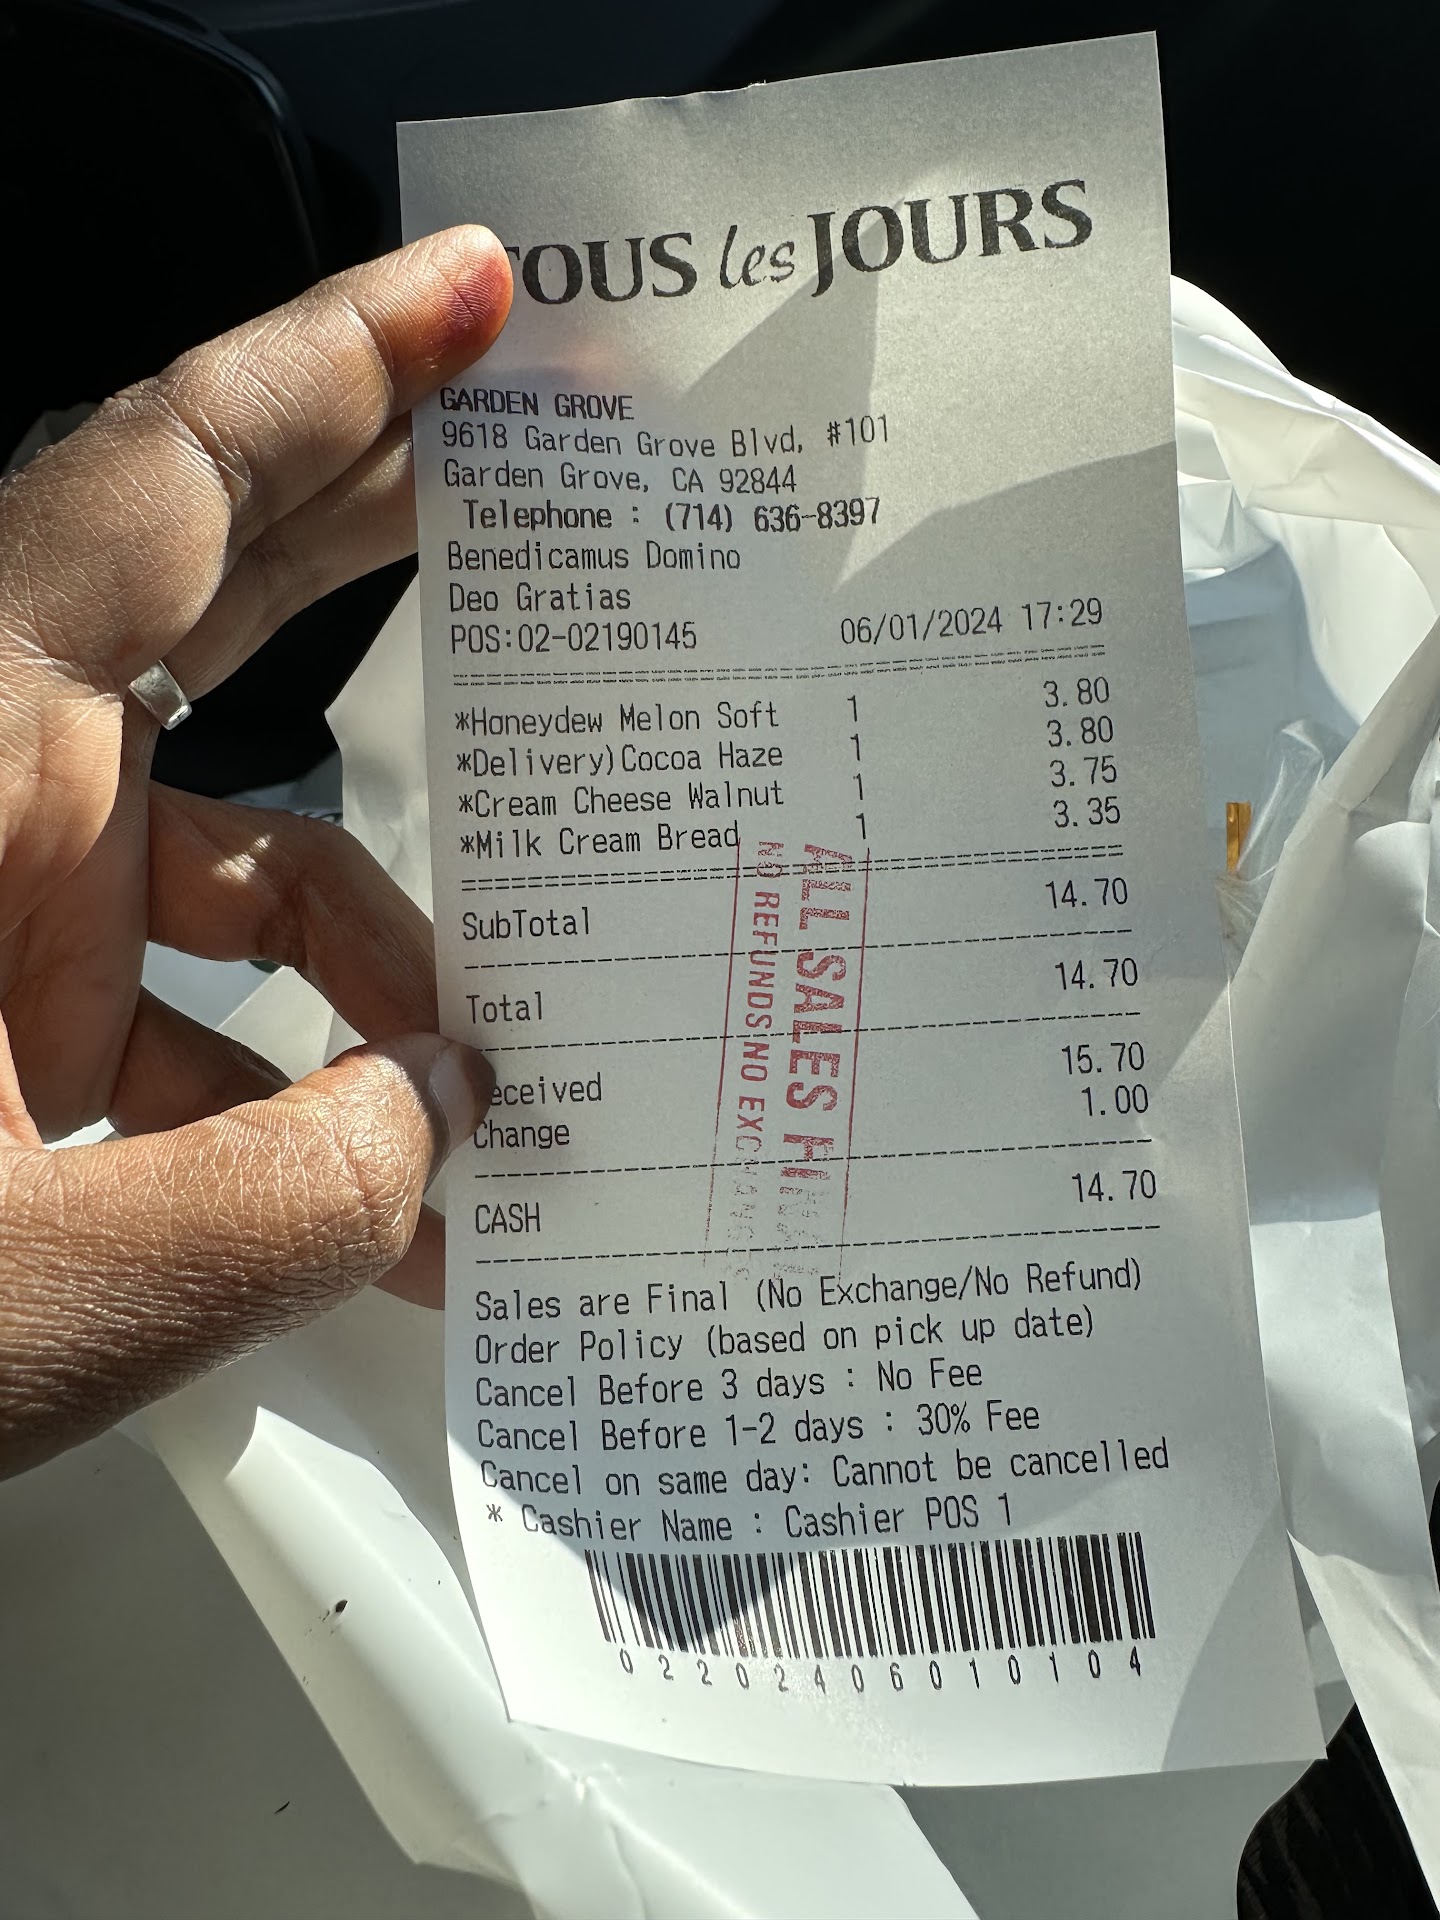 TOUS les JOURS
GARDEN GROVE
9618 Garden Grove Blvd, #101
Garden Grove, CA 92844
Telephone : (714) 636-8397
Benedicamus Domino
Deo Gratias
POS:02-02190145 06/01/2024 17:29
*Honeydew Melon Soft 1 3.80
*Delivery)Cocoa Haze 1 3.80
*Cream Cheese Walnut 1 3.75
*Milk Cream Bread 1 3.35
SubTotal 14.70
Total 14.70
eceived 15.70
Change 1.00
CASH 14.70
ALL SALES FINAL
NO REFUNDS NO EXCHANGES
Sales are Final (No Exchange/No Refund)
Order Policy (based on pick up date)
Cancel Before 3 days : No Fee
Cancel Before 1-2 days : 30% Fee
Cancel on same day: Cannot be cancelled
* Cashier Name : Cashier POS 1
02202406010104